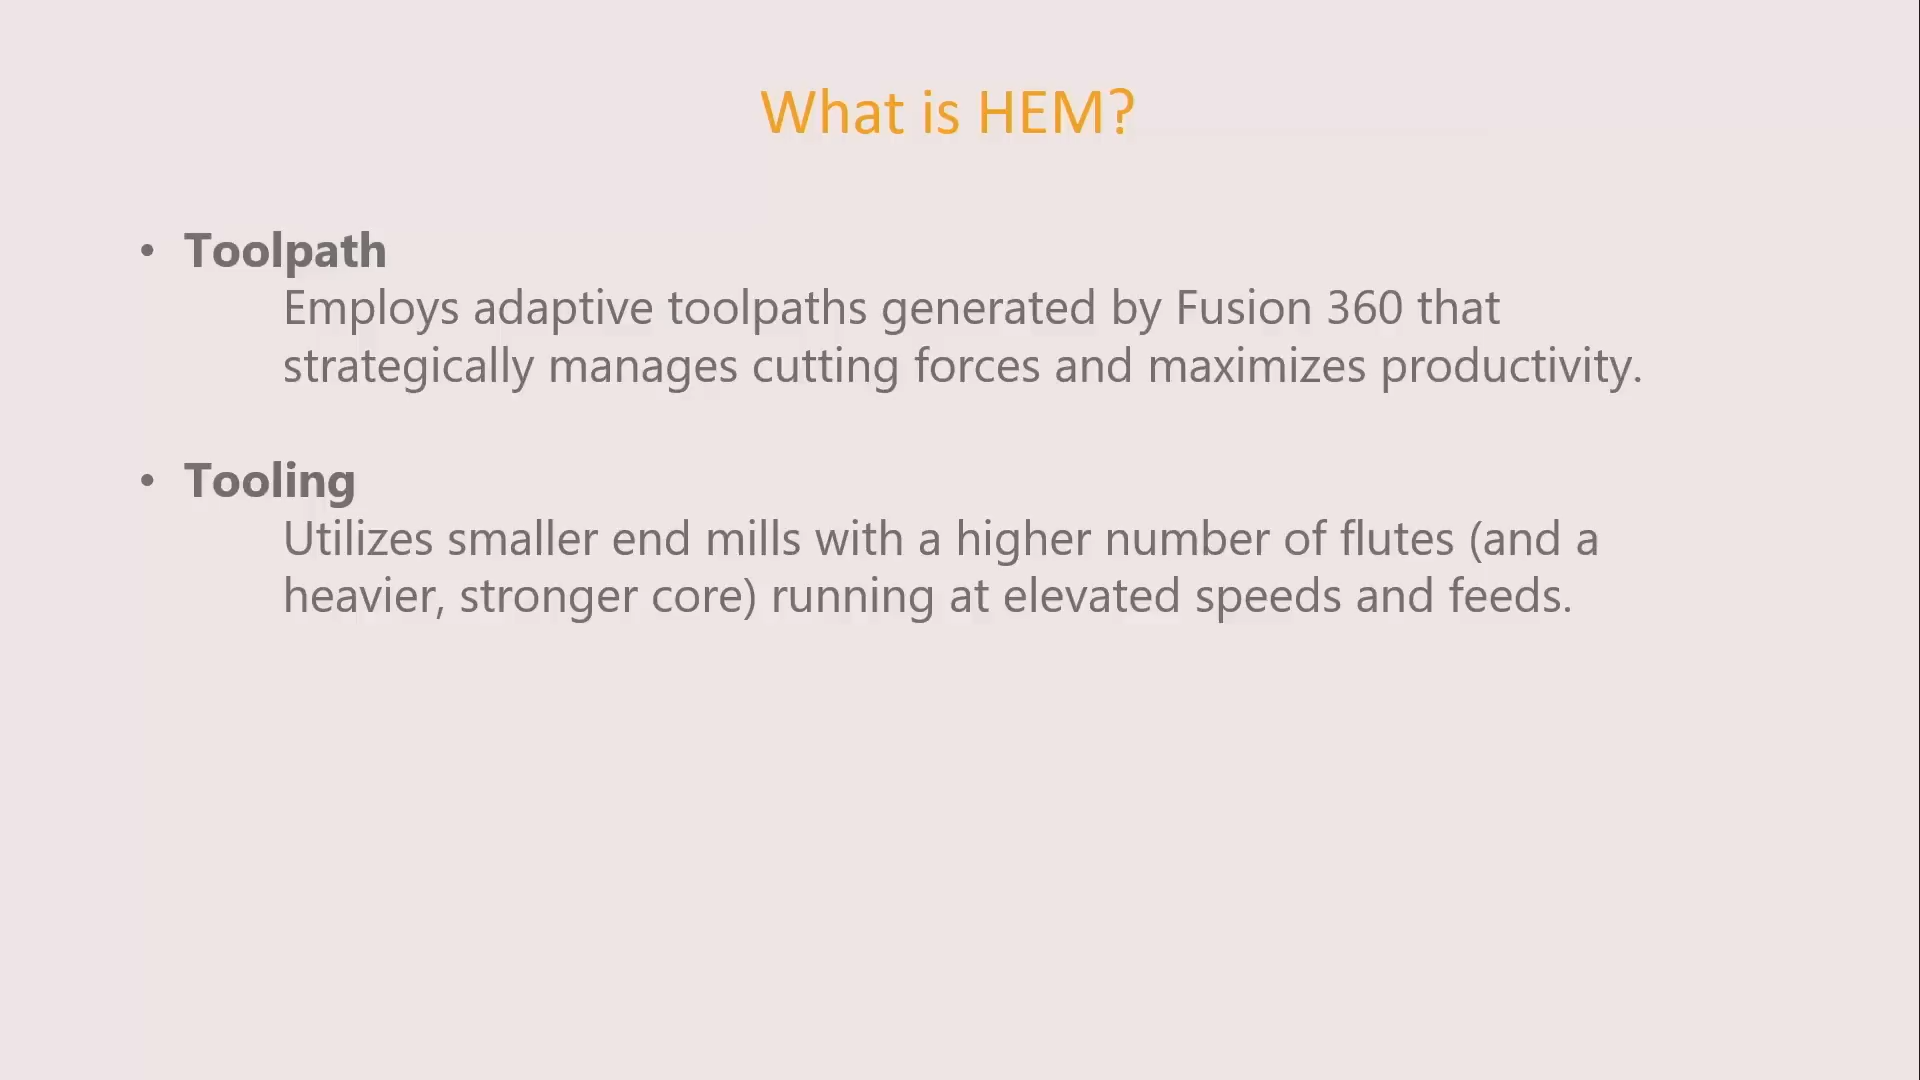 What is HEM?
• Toolpath
Employs adaptive toolpaths generated by Fusion 360 that
strategically manages cutting forces and maximizes productivity.
• Tooling
Utilizes smaller end mills with a higher number of flutes (and a
heavier, stronger core) running at elevated speeds and feeds.